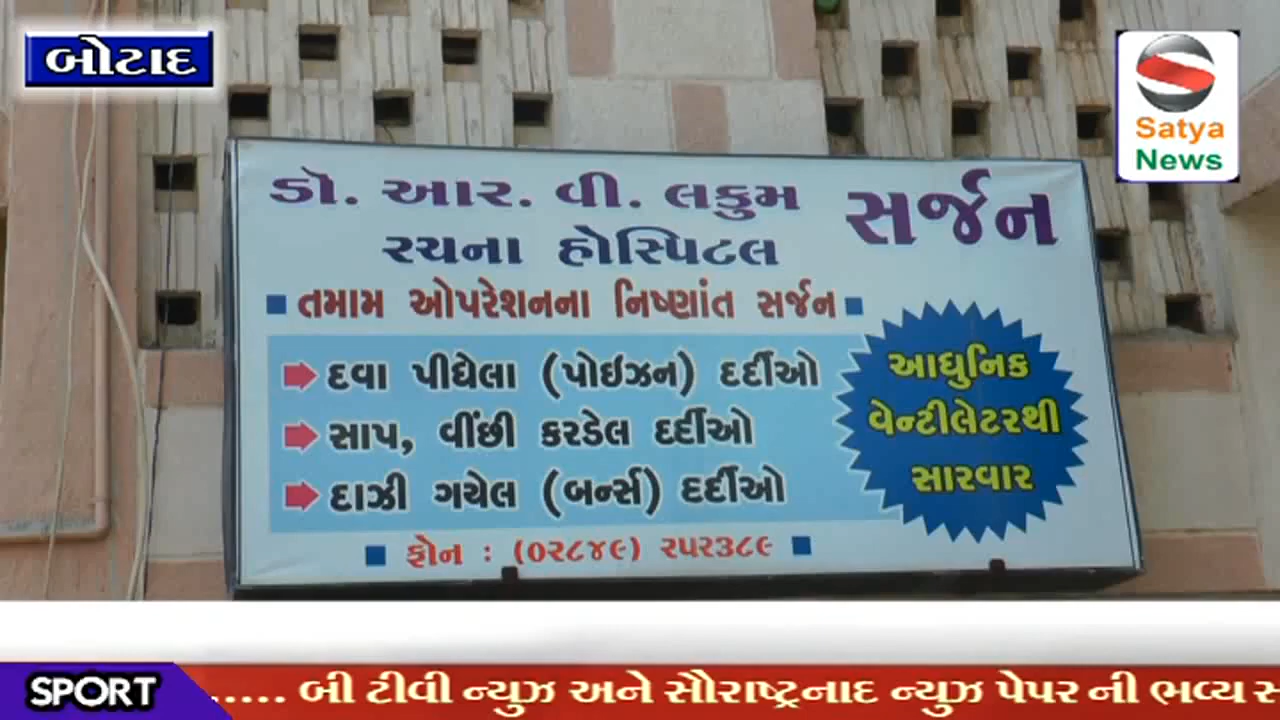 બોટાદ
Satya
News
ડૉ. આર. વી. લકુમ
સર્જન
રચના હોસ્પિટલ
તમામ ઓપરેશનના નિષ્ણાંત સર્જન
દવા પીધેલા (પોઇઝન) દર્દીઓ
સાપ, વીંછી કરડેલ દર્દીઓ
દાઝી ગયેલ (બર્ન્સ) દર્દીઓ
આધુનિક
વેન્ટીલેટરથી
સારવાર
ફોન : (૦૨૮૪૯) ૨૫૨૩૮૯
SPORT
...... બી ટીવી ન્યુઝ અને સૌરાષ્ટ્રનાદ ન્યુઝ પેપર ની ભવ્ય સ